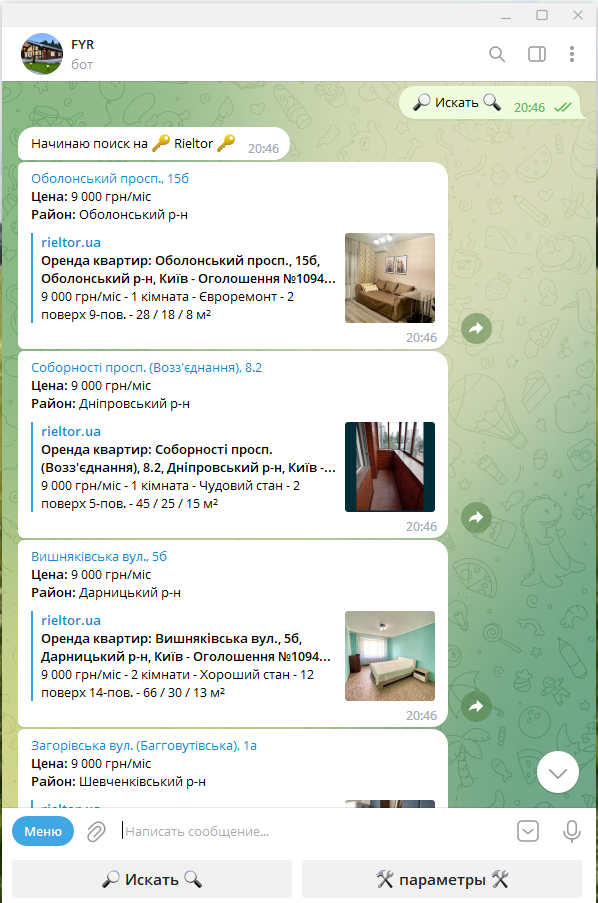 FYR
бот
🔎 Искать 🔍 20:46
Начинаю поиск на 🔑 Rieltor 🔑 20:46
Оболонський просп., 15б
Цена: 9 000 грн/міс
Район: Оболонський р-н
rieltor.ua
Оренда квартир: Оболонський просп., 15б,
Оболонський р-н, Київ - Оголошення №1094...
9 000 грн/міс - 1 кімната - Євроремонт - 2
поверх 9-пов. - 28 / 18 / 8 м²
20:46
Соборності просп. (Возз'єднання), 8.2
Цена: 9 000 грн/міс
Район: Дніпровський р-н
rieltor.ua
Оренда квартир: Соборності просп.
(Возз'єднання), 8.2, Дніпровський р-н, Київ -...
9 000 грн/міс - 1 кімната - Чудовий стан - 2
поверх 5-пов. - 45 / 25 / 15 м²
20:46
Вишняківська вул., 5б
Цена: 9 000 грн/міс
Район: Дарницький р-н
rieltor.ua
Оренда квартир: Вишняківська вул., 5б,
Дарницький р-н, Київ - Оголошення №1094...
9 000 грн/міс - 2 кімнати - Хороший стан - 12
поверх 14-пов. - 66 / 30 / 13 м²
20:46
Загорівська вул. (Багговутівська), 1а
Цена: 9 000 грн/міс
Район: Шевченківський р-н
rieltor.ua
Меню
Написать сообщение...
🔎 Искать 🔍
🛠 параметры 🛠